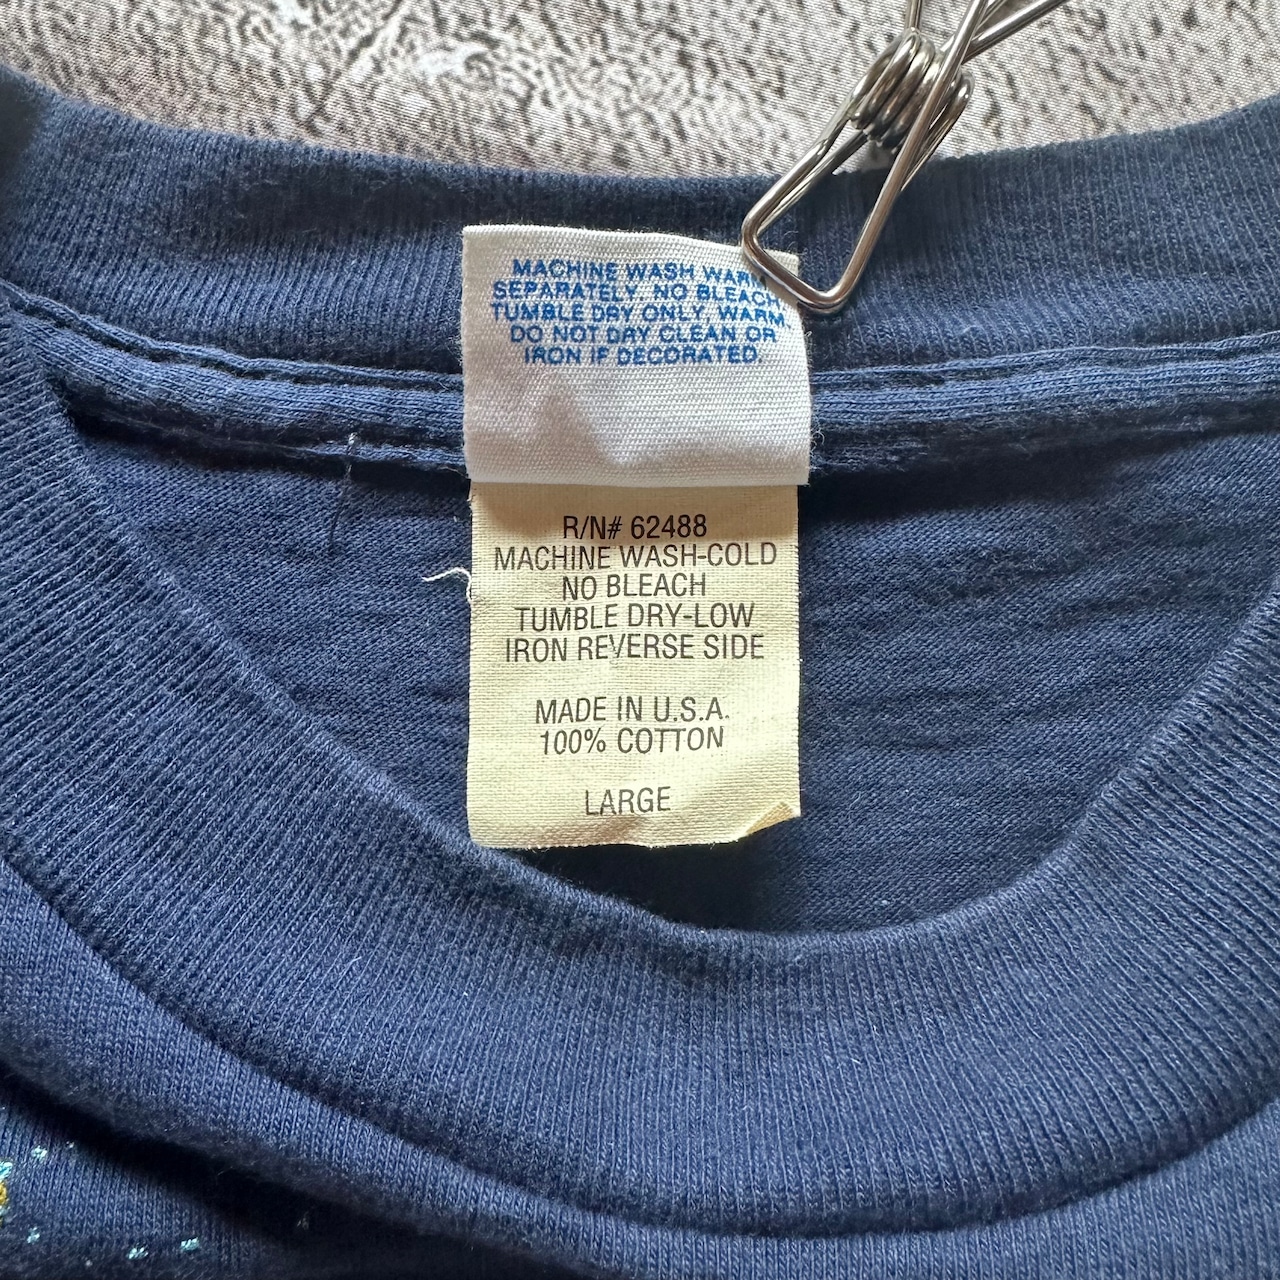 MACHINE WASH WARM
SEPARATELY NO BLEACH.
TUMBLE DRY ONLY, WARM.
DO NOT DRY CLEAN OR
IRON IF DECORATED.
R/N# 62488
MACHINE WASH-COLD
NO BLEACH
TUMBLE DRY-LOW
IRON REVERSE SIDE
MADE IN U.S.A.
100% COTTON
LARGE